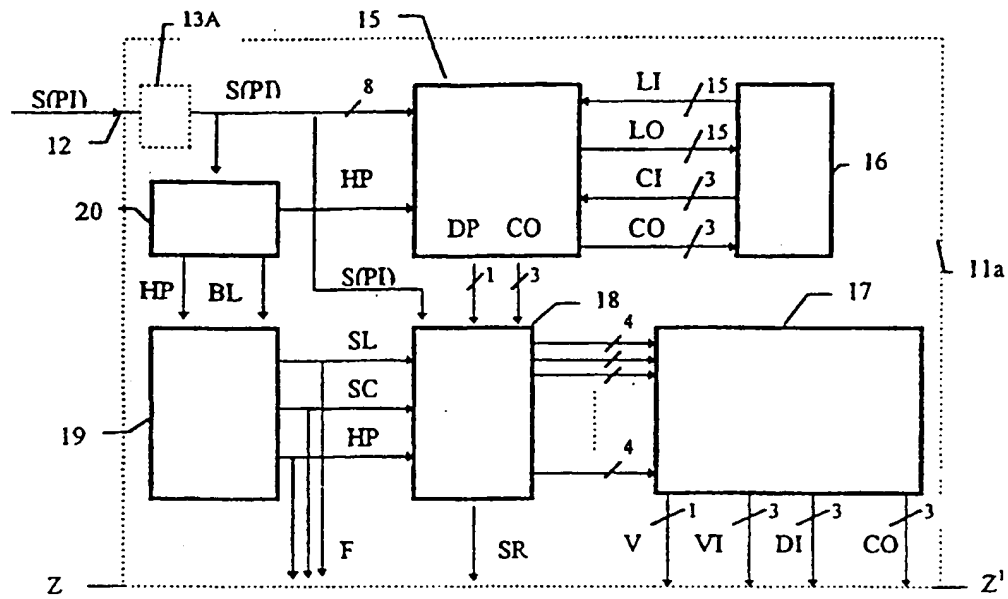 13A
15
S(PI)
S(PI)
8
12
LI
15
LO
15
CI
3
CO
3
16
HP
20
DP
CO
1
3
S(PI)
HP
BL
11a
18
17
SL
SC
HP
19
4
4
F
SR
V
1
VI
3
DI
3
CO
3
Z
Z'